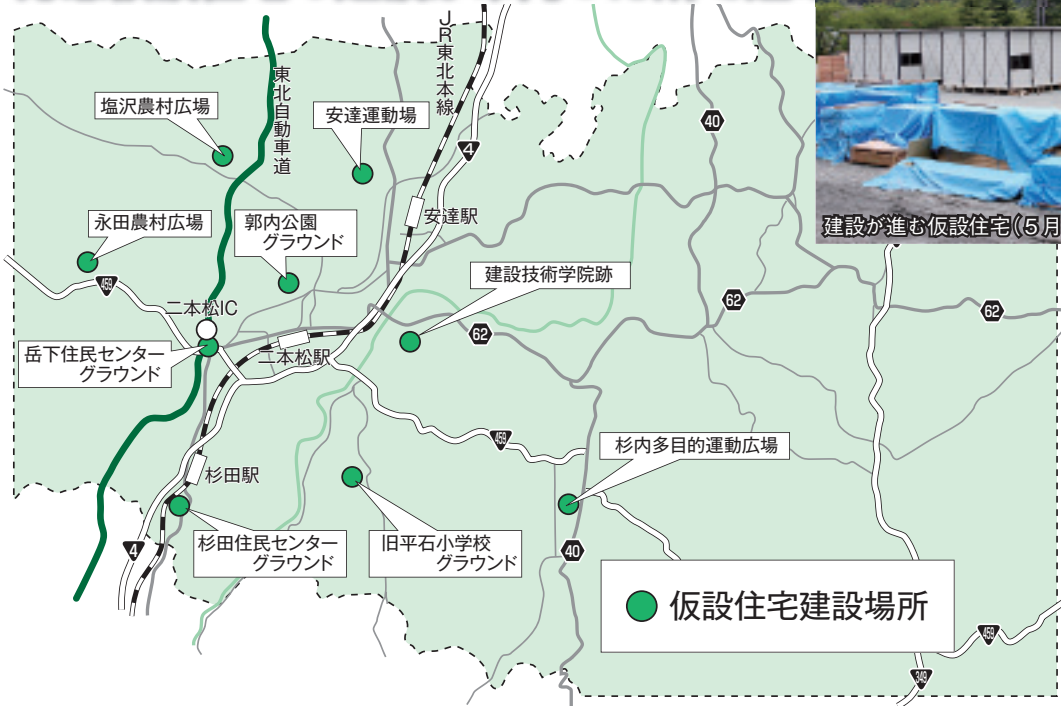 塩沢農村広場
東北自動車道
安達運動場
JR東北本線
4
40
永田農村広場
郭内公園
グラウンド
安達駅
建設が進む仮設住宅(5月
459
建設技術学院跡
二本松IC
62
62
62
岳下住民センター
グラウンド
二本松駅
459
杉内多目的運動広場
杉田駅
杉田住民センター
グラウンド
旧平石小学校
グラウンド
4
40
仮設住宅建設場所
459
349